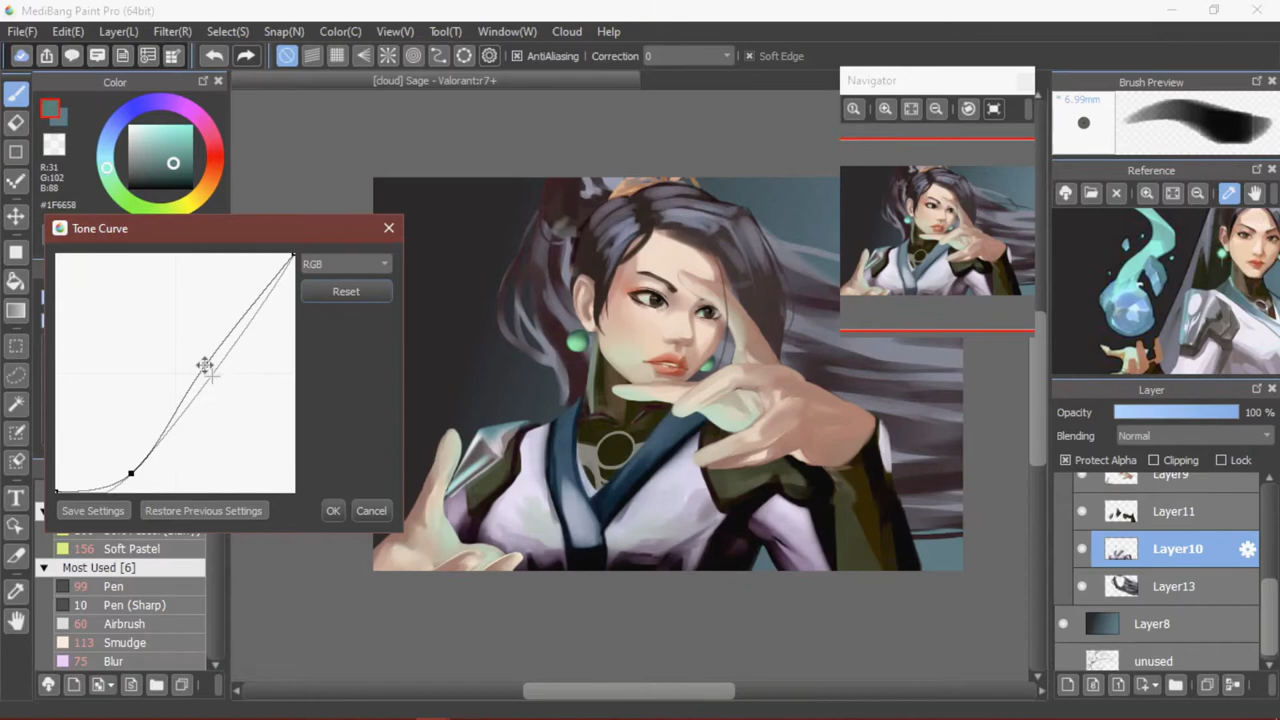 MediBang Paint Pro (64bit)
File(F) Edit(E) Layer(L) Filter(R) Select(S) Snap(N) Color(C) View(V) Tool(T) Window(W) Cloud Help
AntiAliasing Correction 0 Soft Edge
Color
[cloud] Sage - Valorant:r7+
Navigator
Brush Preview
* 6.99mm
R:31
G:102
B:88
#1F6658
Reference
Tone Curve
RGB
Reset
Save Settings Restore Previous Settings OK Cancel
156 Soft Pastel
Most Used [6]
99 Pen
10 Pen (Sharp)
60 Airbrush
113 Smudge
75 Blur
Layer
Opacity 100 %
Blending Normal
Protect Alpha Clipping Lock
Layer9
Layer11
Layer10
Layer13
Layer8
unused